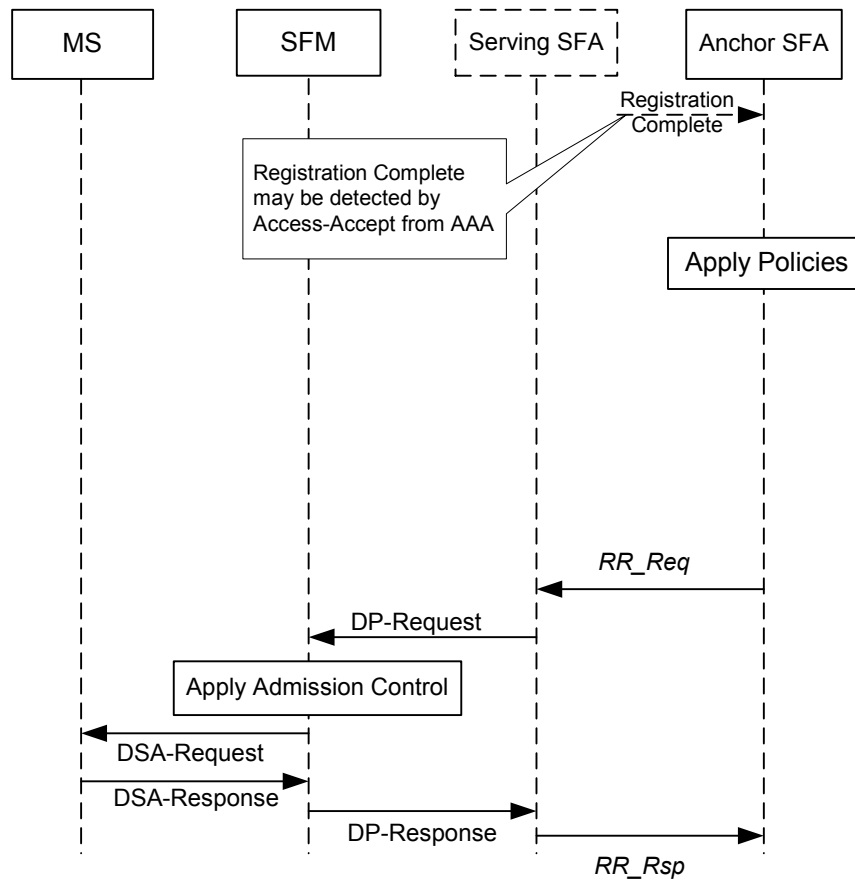 MS
SFM
Serving SFA
Anchor SFA
Registration
Complete
Registration Complete
may be detected by
Access-Accept from AAA
Apply Policies
RR_Req
DP-Request
Apply Admission Control
DSA-Request
DSA-Response
DP-Response
RR_Rsp